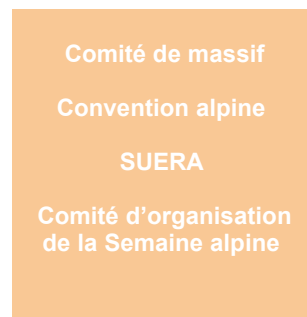 Comité de massif
Convention alpine
SUERA
Comité d’organisation
de la Semaine alpine